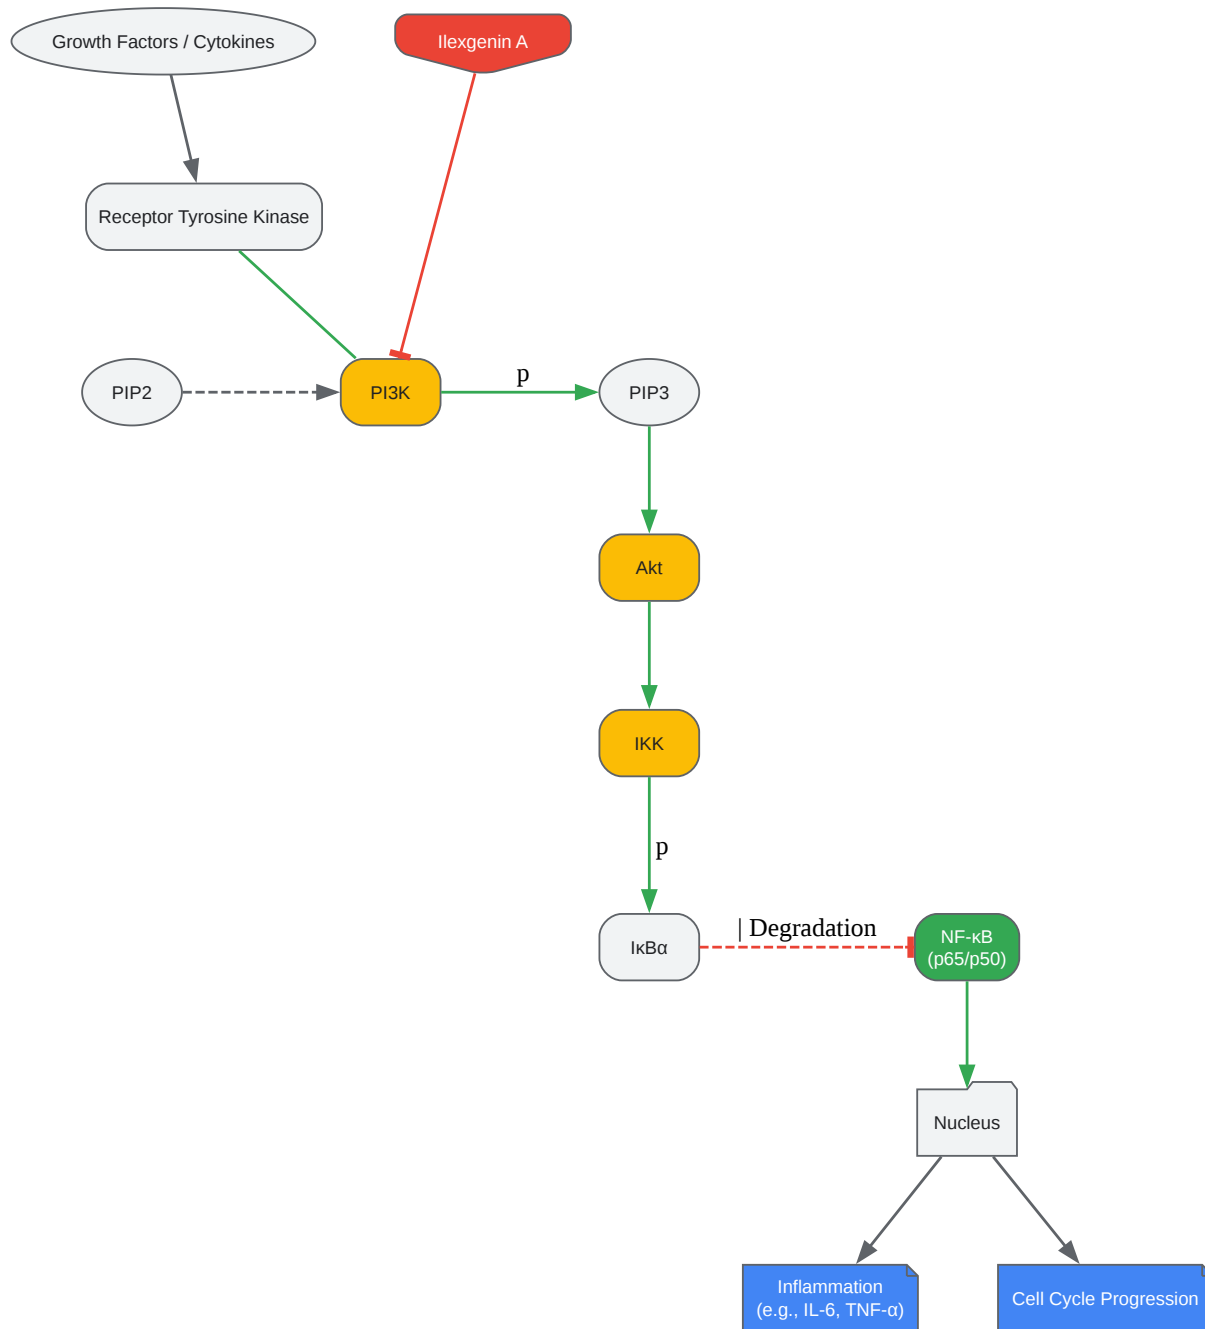 Growth Factors / Cytokines
Ilexgenin A
Receptor Tyrosine Kinase
PIP2
PI3K
p
PIP3
Akt
IKK
p
IκBα
| Degradation
NF-κB
(p65/p50)
Nucleus
Inflammation
(e.g., IL-6, TNF-α)
Cell Cycle Progression